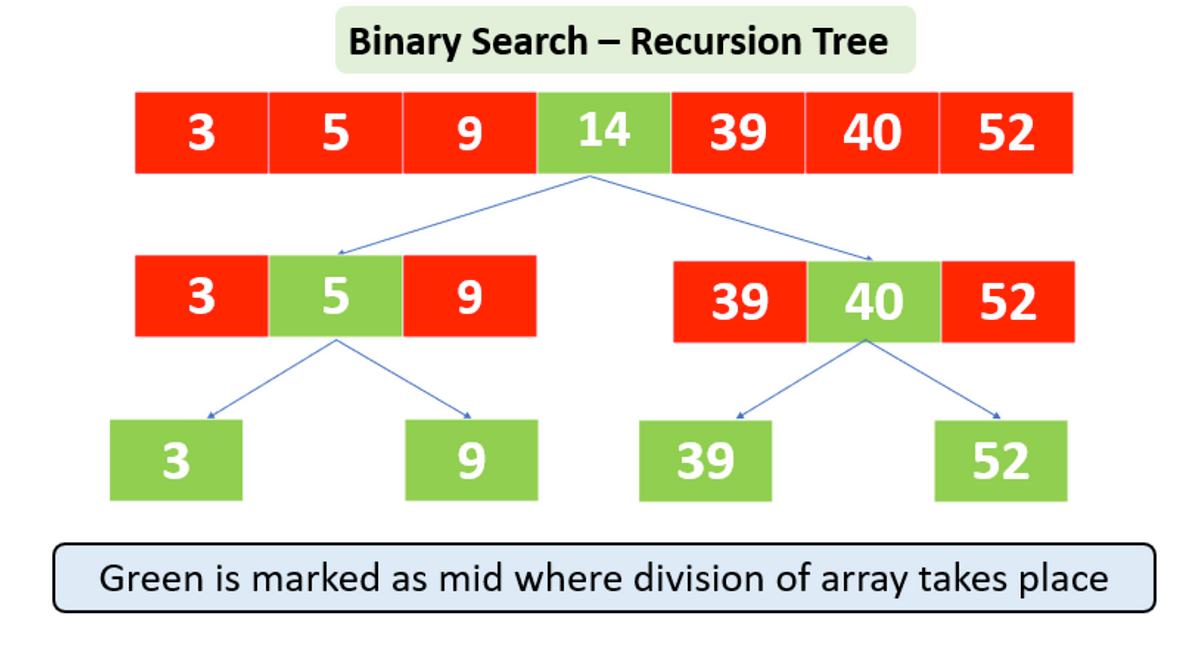 Binary Search – Recursion Tree
3 5 9 14 39 40 52
3 5 9 39 40 52
3 9 39 52
Green is marked as mid where division of array takes place